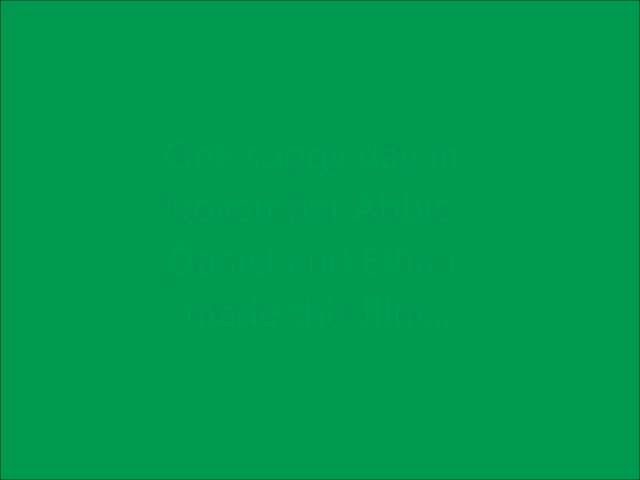 One soggy day in
November Abbie,
Daniel and Ethan
made this film...